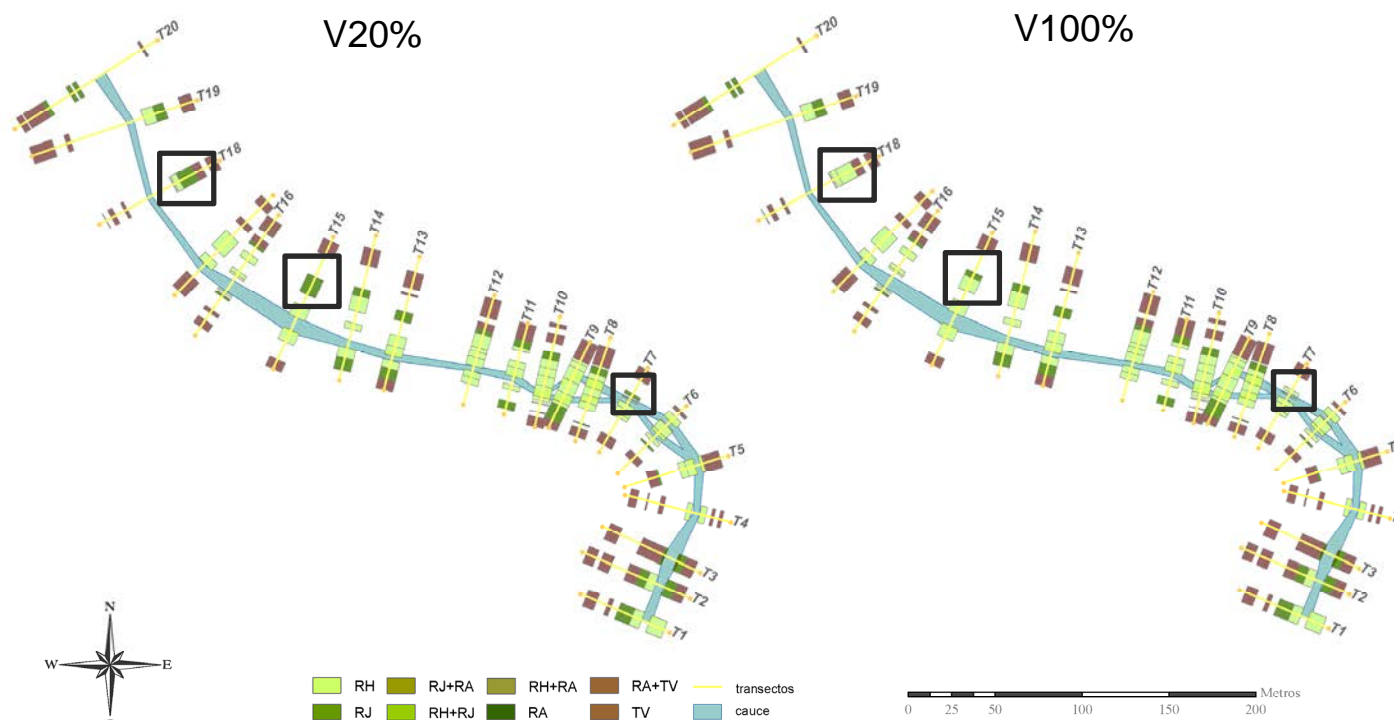 V20%
V100%
T20
T19
T18
T16
T15
T14
T13
T12
T11
T10
T9
T8
T7
T6
T5
T4
T3
T2
T1
T20
T19
T18
T16
T15
T14
T13
T12
T11
T10
T9
T8
T7
T6
T3
T2
T1
N
W
E
RH
RJ+RA
RH+RA
RA+TV
transectos
RJ
RH+RJ
RA
TV
cauce
Metros
0 25 50 100 150 200